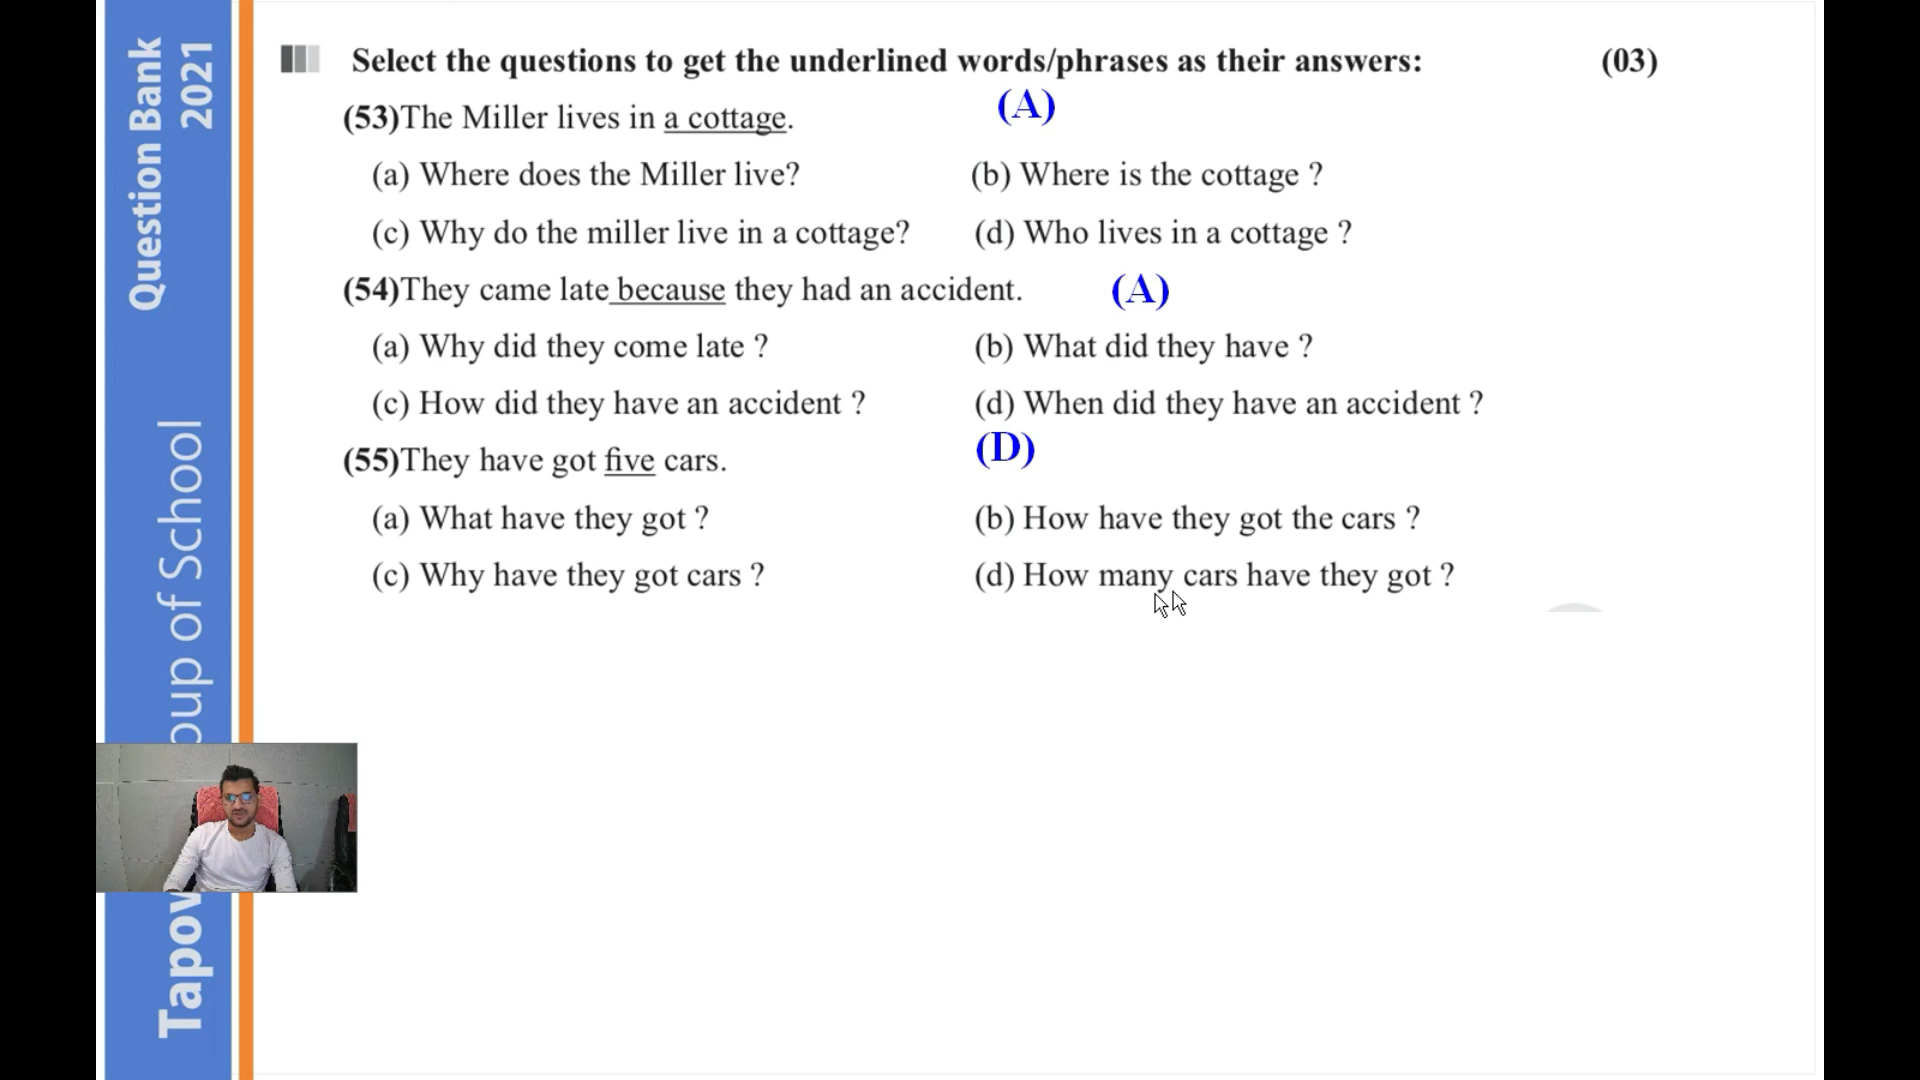 Question Bank
2021
Tapov
oup of School
Select the questions to get the underlined words/phrases as their answers: (03)
(53)The Miller lives in a cottage. (A)
(a) Where does the Miller live? (b) Where is the cottage ?
(c) Why do the miller live in a cottage? (d) Who lives in a cottage ?
(54)They came late because they had an accident. (A)
(a) Why did they come late ? (b) What did they have ?
(c) How did they have an accident ? (d) When did they have an accident ?
(55)They have got five cars. (D)
(a) What have they got ? (b) How have they got the cars ?
(c) Why have they got cars ? (d) How many cars have they got ?